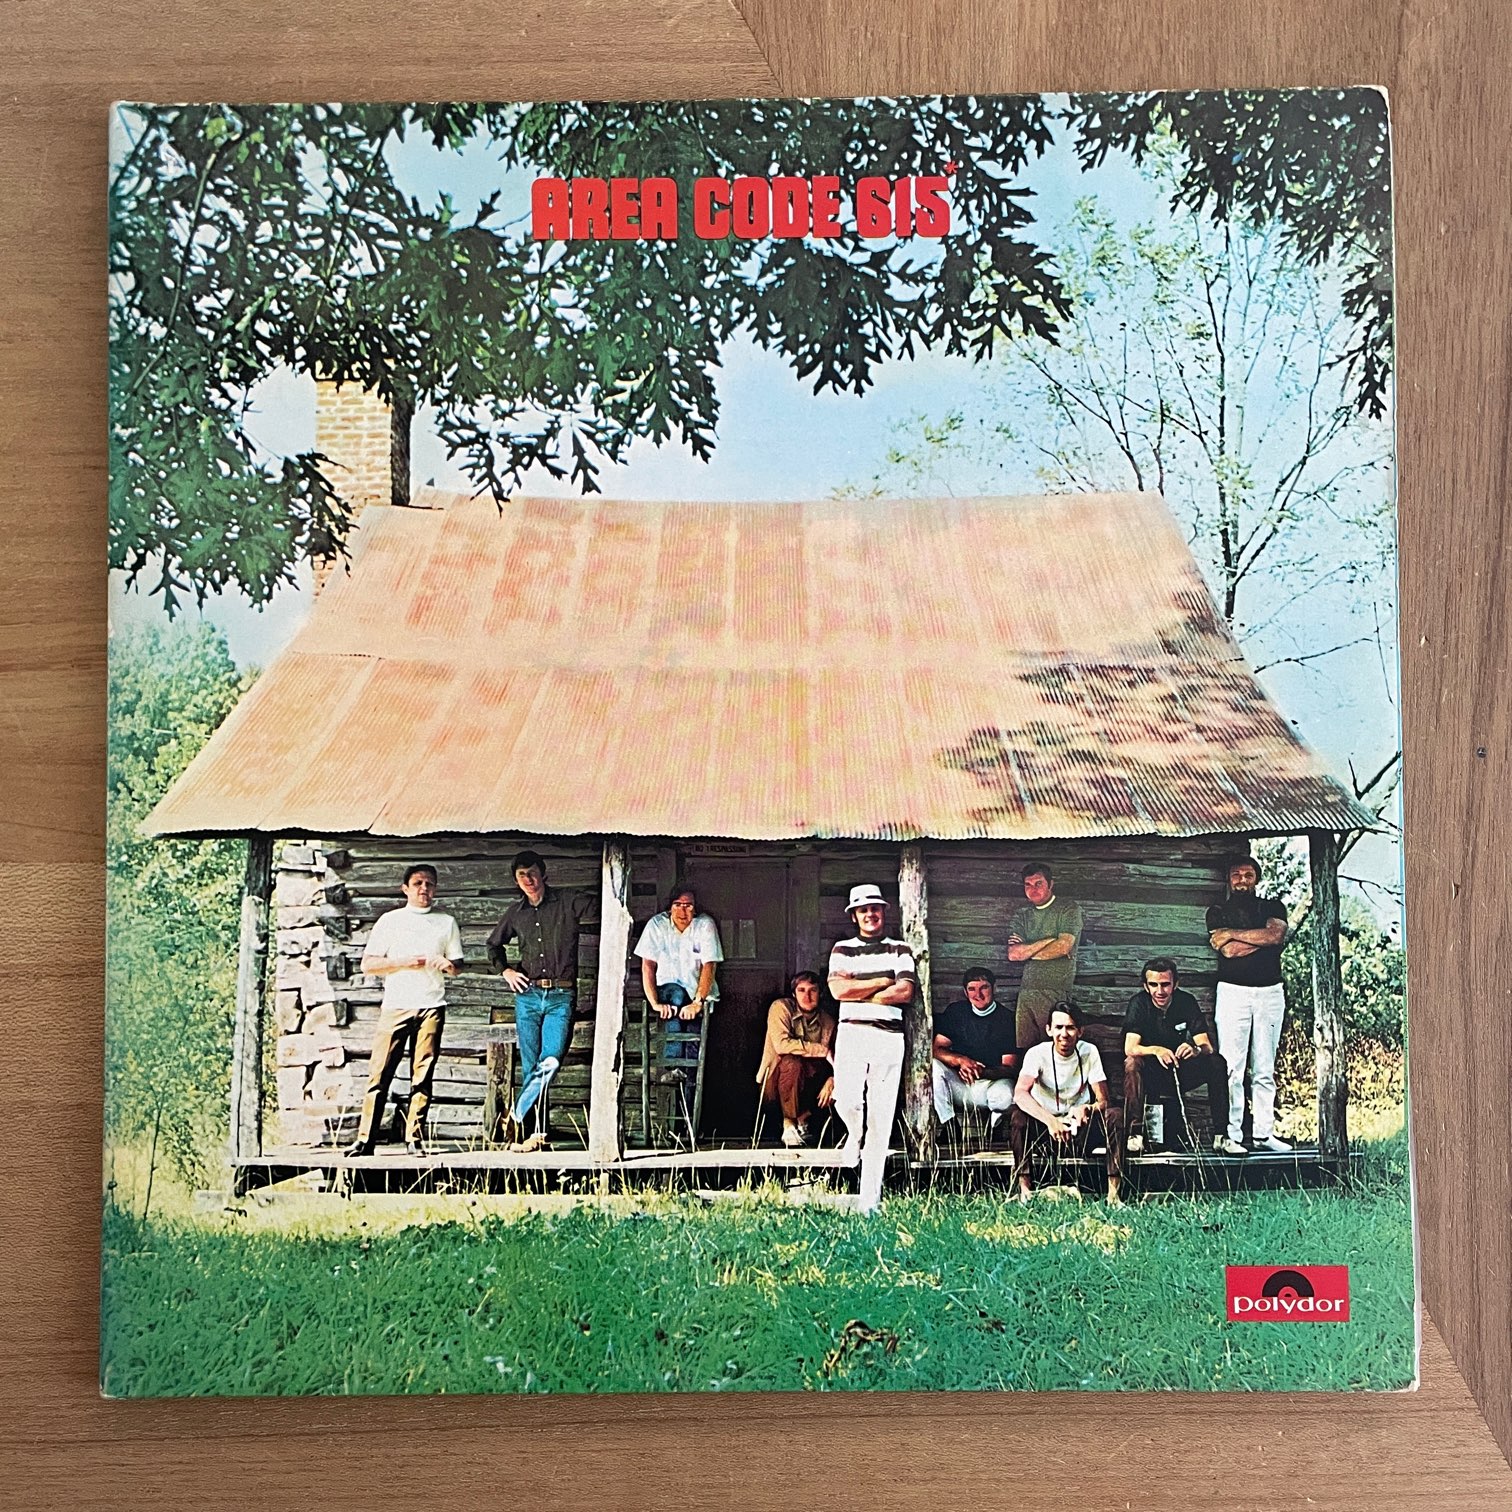 AREA CODE 615*
NO TRESPASSING
polydor